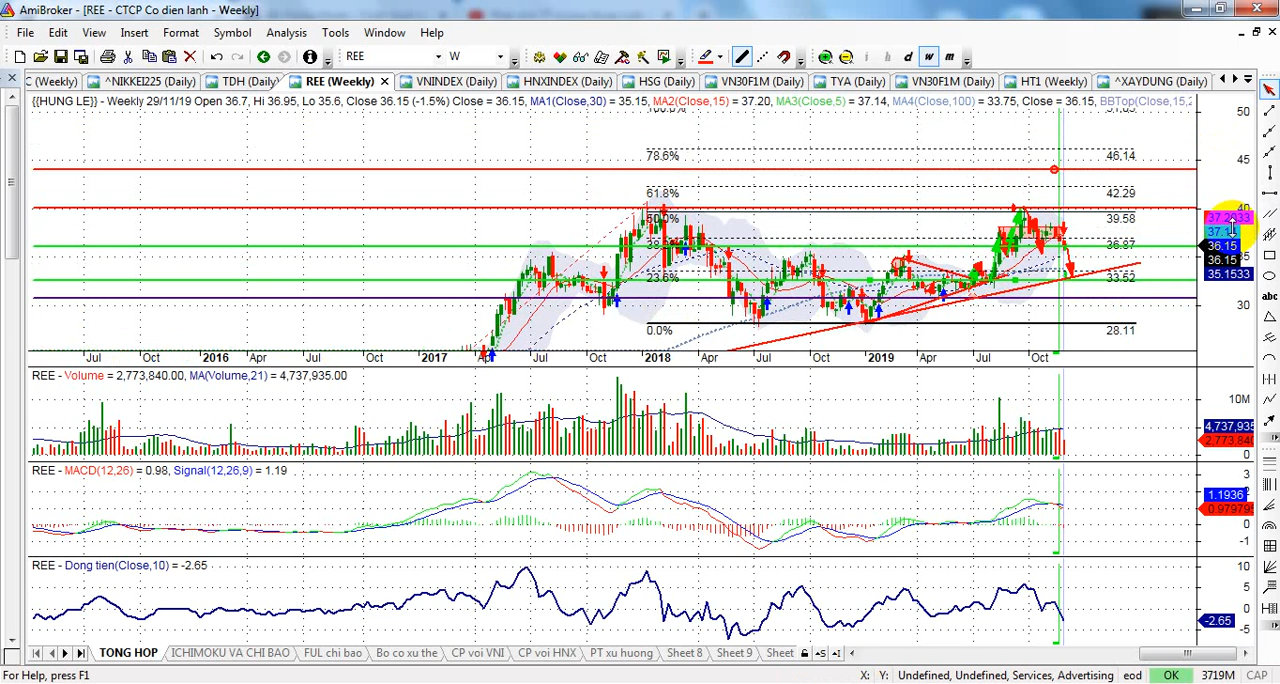 AmiBroker - [REE - CTCP Co dien lanh - Weekly]
File Edit View Insert Format Symbol Analysis Tools Window Help
REE W i h d w m
C (Weekly) ^NIKKEI225 (Daily) TDH (Daily) REE (Weekly) VNINDEX (Daily) HNXINDEX (Daily) HSG (Daily) VN30F1M (Daily) TYA (Daily) VN30F1M (Daily) HT1 (Weekly) ^XAYDUNG (Daily)
{{HUNG LE}} - Weekly 29/11/19 Open 36.7, Hi 36.95, Lo 35.6, Close 36.15 (-1.5%) Close = 36.15, MA1(Close,30) = 35.15, MA2(Close,15) = 37.20, MA3(Close,5) = 37.14, MA4(Close,100) = 33.75, Close = 36.15, BBTop(Close,15,2
50
78.6% 46.14
45
61.8% 42.29
40
50.0% 39.58
36.87
36.15
36.15
35.1533
23.6% 33.52
30
0.0% 28.11
Jul Oct 2016 Apr Jul Oct 2017 Jul Oct 2018 Apr Jul Oct 2019 Apr Jul Oct
REE - Volume = 2,773,840.00, MA(Volume,21) = 4,737,935.00
10M
4,737,935
2,773,840
REE - MACD(12,26) = 0.98, Signal(12,26,9) = 1.19
3
1.1936
0.979795
0
-1
REE - Dong tien(Close,10) = -2.65
10
5
0
-2.65
-5
TONG HOP ICHIMOKU VA CHI BAO FUL chi bao Bo co xu the CP voi VNI CP voi HNX PT xu huong Sheet 8 Sheet 9 Sheet
For Help, press F1 X: Y: Undefined, Undefined, Services, Advertising eod OK 3719M CAP